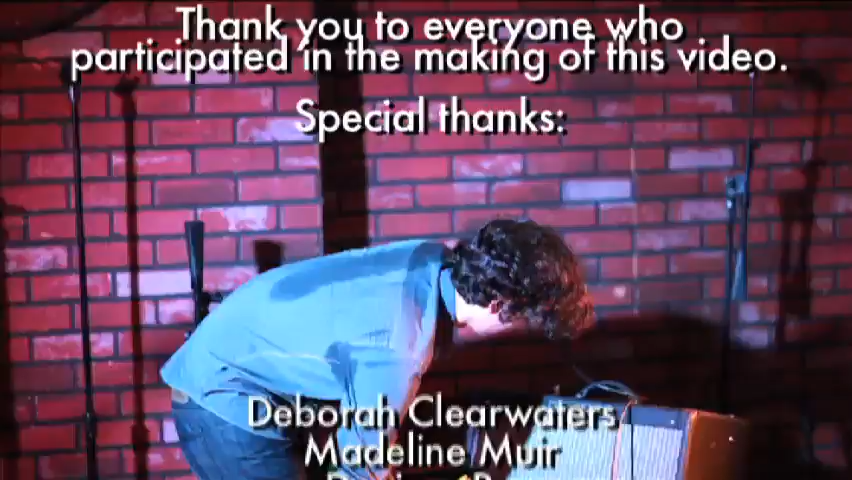 Thank you to everyone who
participated in the making of this video.
Special thanks:
Deborah Clearwaters
Madeline Muir